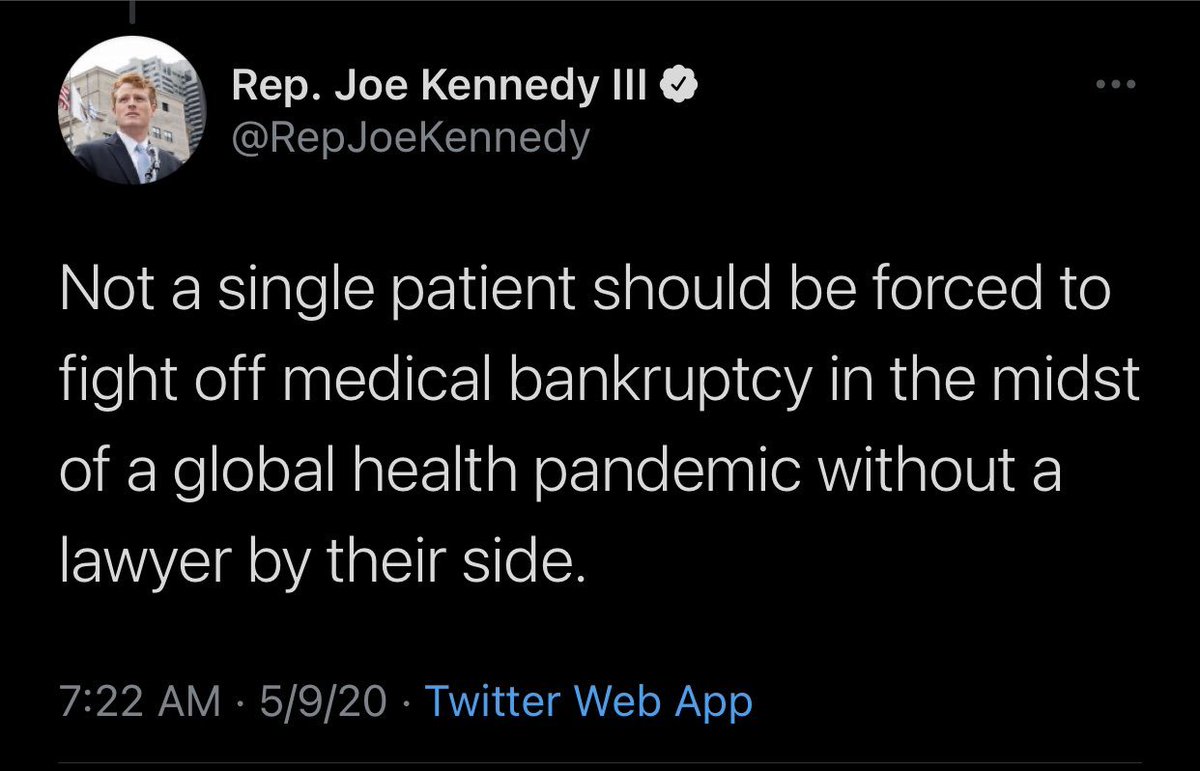 Rep. Joe Kennedy III
@RepJoeKennedy
Not a single patient should be forced to
fight off medical bankruptcy in the midst
of a global health pandemic without a
lawyer by their side.
7:22 AM · 5/9/20 · Twitter Web App